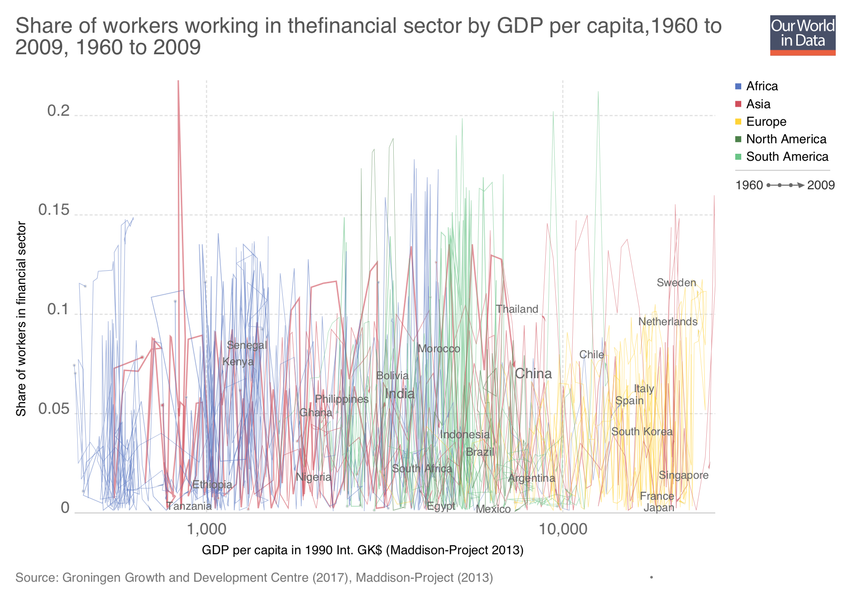 Share of workers working in thefinancial sector by GDP per capita,1960 to
2009, 1960 to 2009
Our World
in Data
Africa
Asia
Europe
North America
South America
1960
2009
0.2
0.15
0.1
0.05
0
Share of workers in financial sector
Sweden
Thailand
Netherlands
Senegal
Morocco
Chile
Kenya
China
Bolivia
India
Italy
Philippines
Spain
Ghana
Indonesia
South Korea
Brazil
South Africa
Nigeria
Argentina
Singapore
Ethiopia
France
Tanzania
Egypt
Mexico
Japan
1,000
10,000
GDP per capita in 1990 Int. GK$ (Maddison-Project 2013)
Source: Groningen Growth and Development Centre (2017), Maddison-Project (2013)